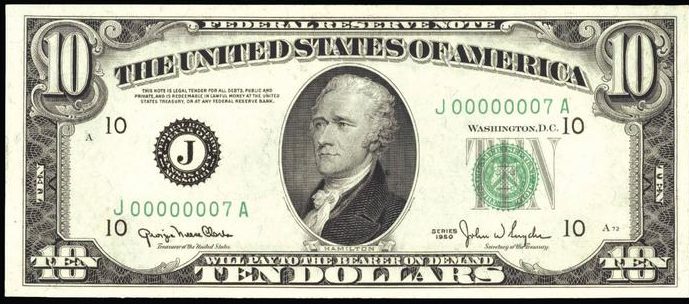 FEDERAL RESERVE NOTE
10 10
THE UNITED STATES OF AMERICA
THIS NOTE IS LEGAL TENDER FOR ALL DEBTS, PUBLIC AND
PRIVATE, AND IS REDEEMABLE IN LAWFUL MONEY AT THE UNITED
STATES TREASURY, OR AT ANY FEDERAL RESERVE BANK.
J 00000007 A
A 10
WASHINGTON, D.C. 10
J
TEN
TEN
TEN
J 00000007 A
10 Georgia Neese Clark
Treasurer of the United States
SERIES
1950
John W. Snyder
Secretary of the Treasury
10 A 72
HAMILTON
WILL PAY TO THE BEARER ON DEMAND
10 TEN DOLLARS 10